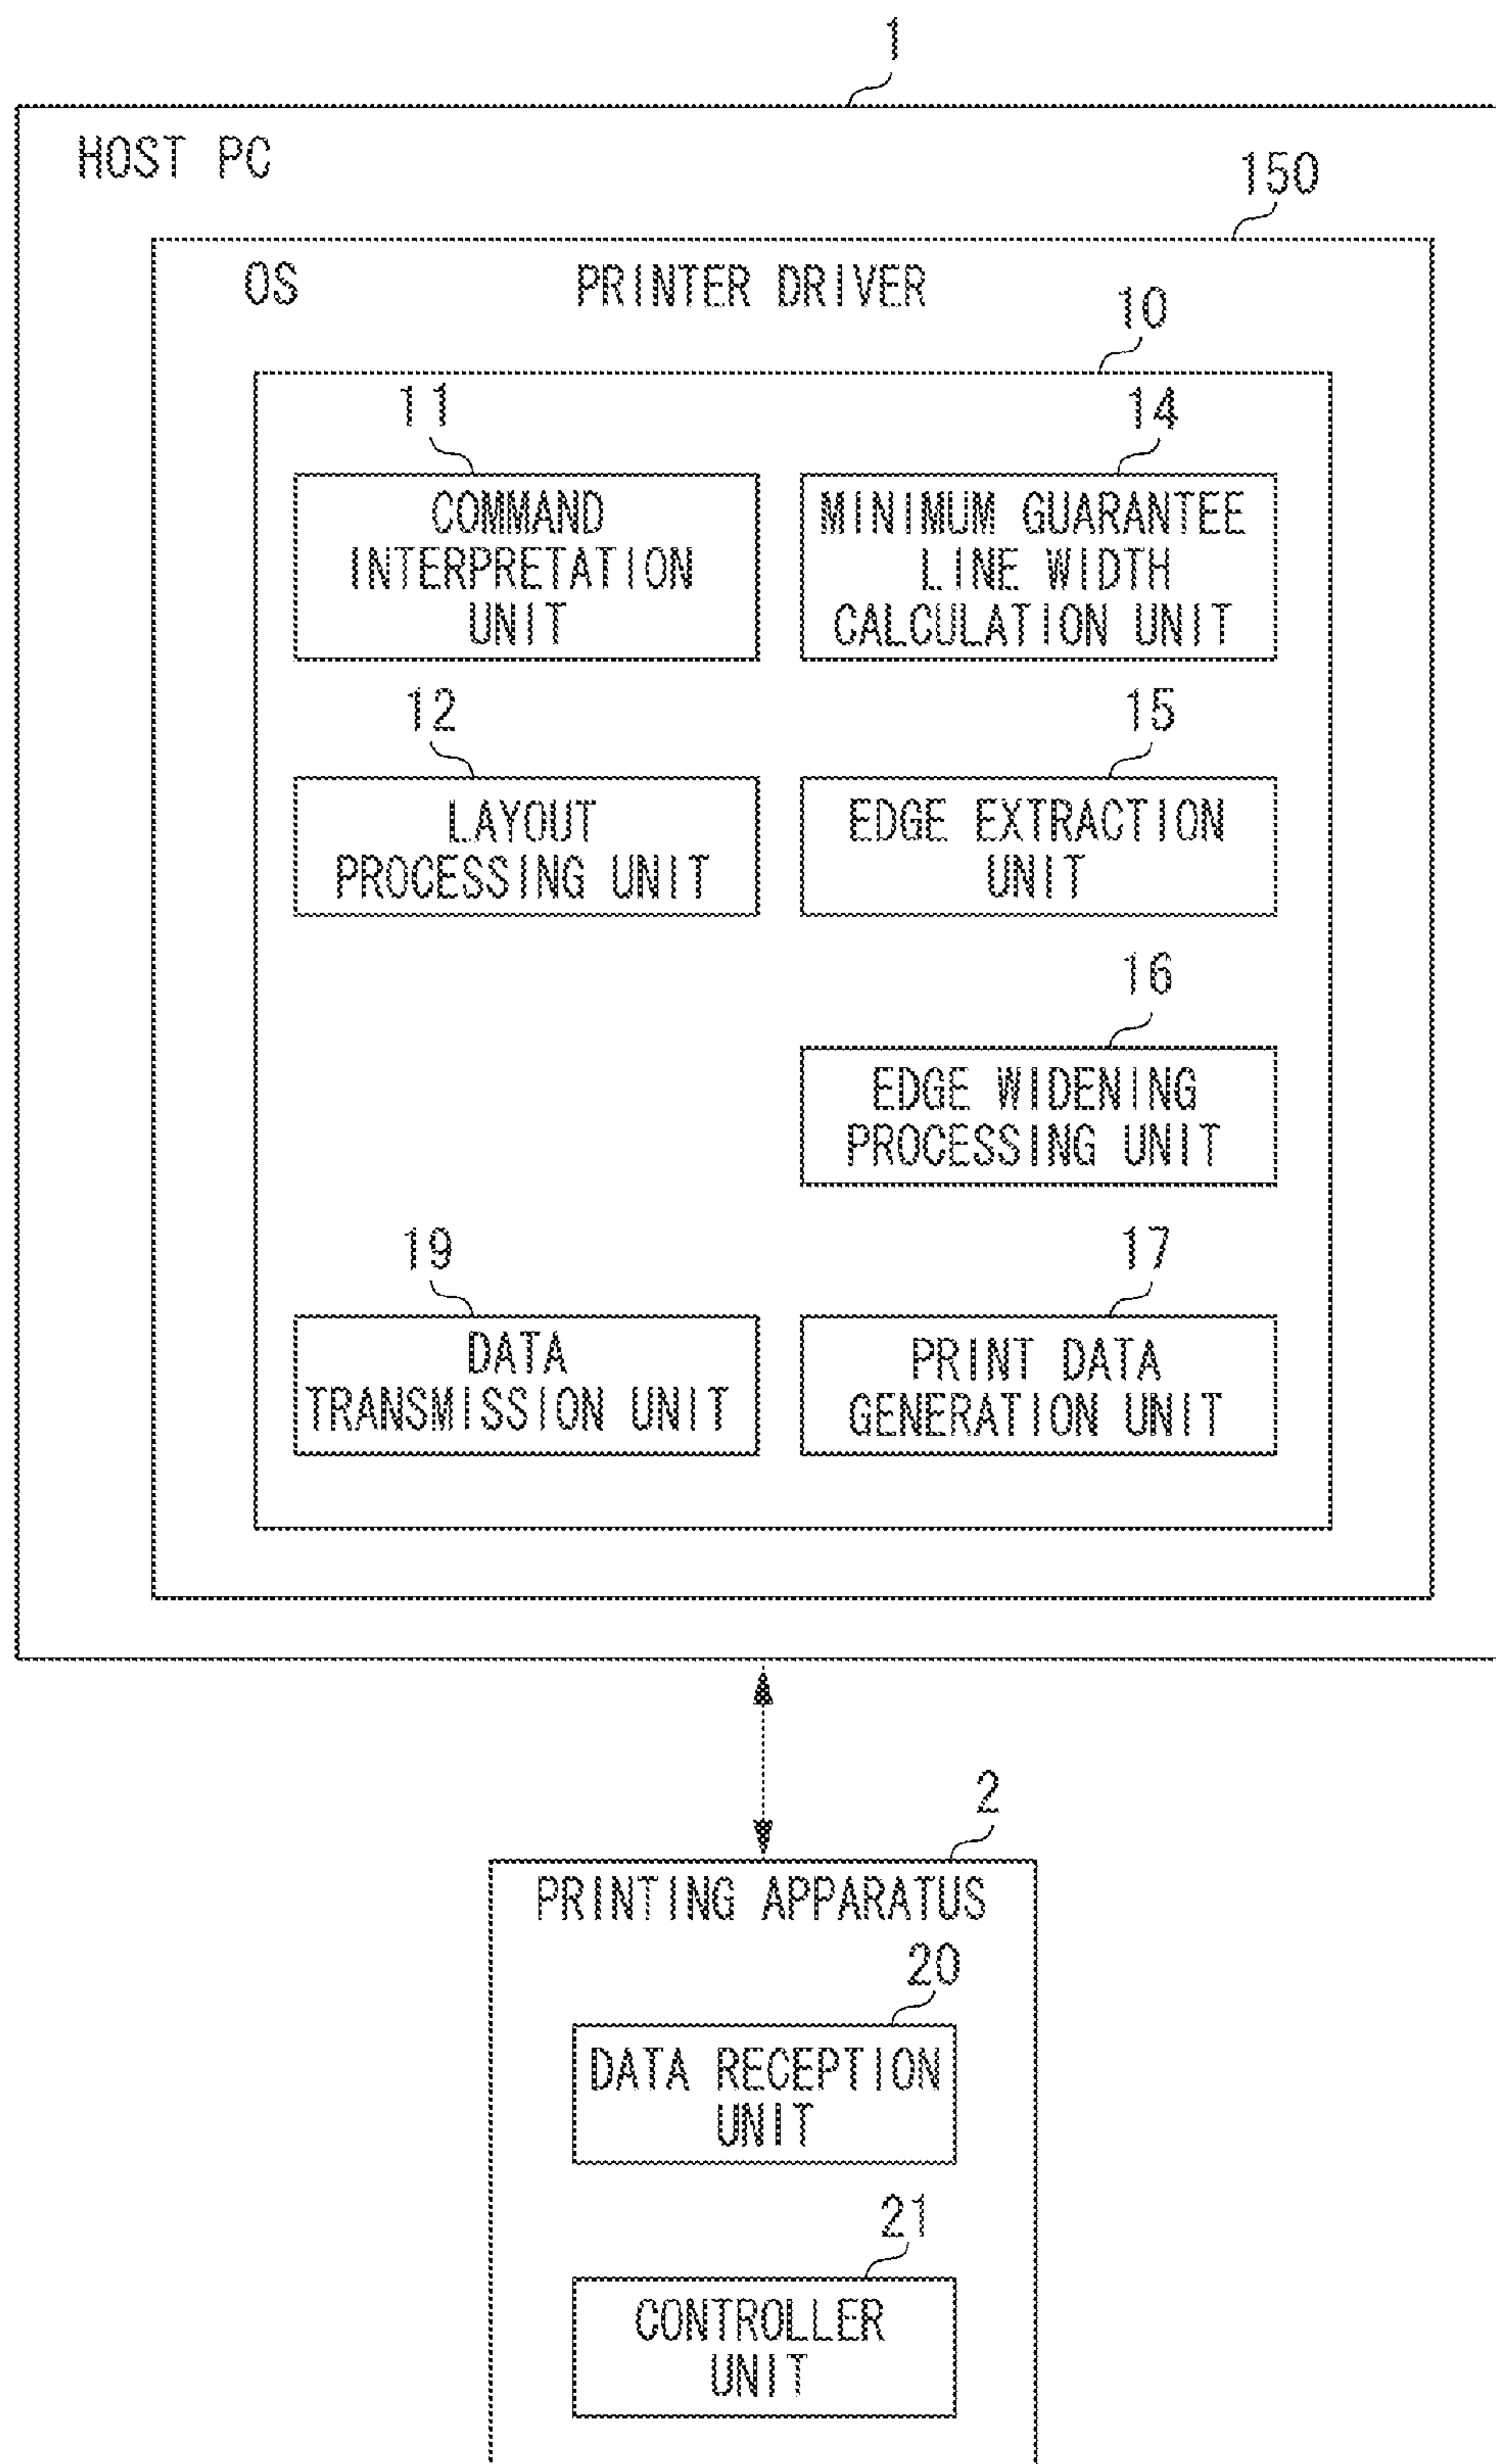 1
HOST PC
150
OS
PRINTER DRIVER
10
11
COMMAND
INTERPRETATION
UNIT
14
MINIMUM GUARANTEE
LINE WIDTH
CALCULATION UNIT
12
LAYOUT
PROCESSING UNIT
15
EDGE EXTRACTION
UNIT
16
EDGE WIDENING
PROCESSING UNIT
19
DATA
TRANSMISSION UNIT
17
PRINT DATA
GENERATION UNIT
2
PRINTING APPARATUS
20
DATA RECEPTION
UNIT
21
CONTROLLER
UNIT